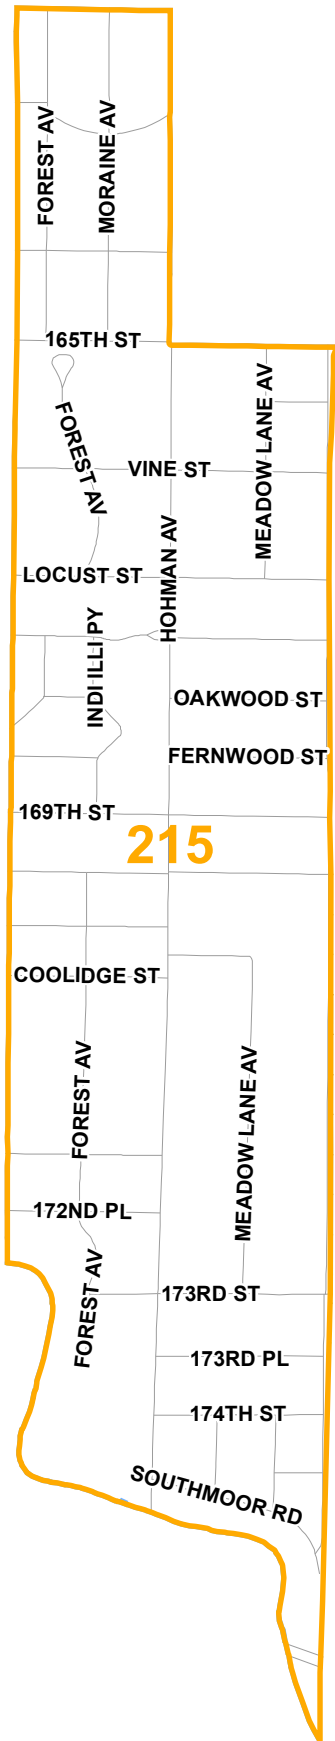 FOREST AV
MORAINE AV
165TH ST
MEADOW LANE AV
FOREST AV
VINE ST
HOHMAN AV
LOCUST ST
INDI ILLI PY
OAKWOOD ST
FERNWOOD ST
169TH ST
215
COOLIDGE ST
FOREST AV
MEADOW LANE AV
172ND PL
FOREST AV
173RD ST
173RD PL
174TH ST
SOUTHMOOR RD